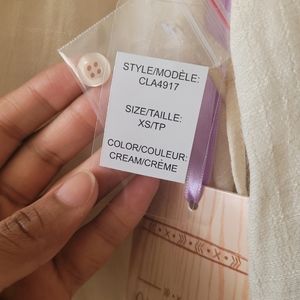 STYLE/MODÈLE:
CLA4917
SIZE/TAILLE:
XS/TP
COLOR/COULEUR:
CREAM/CRÈME